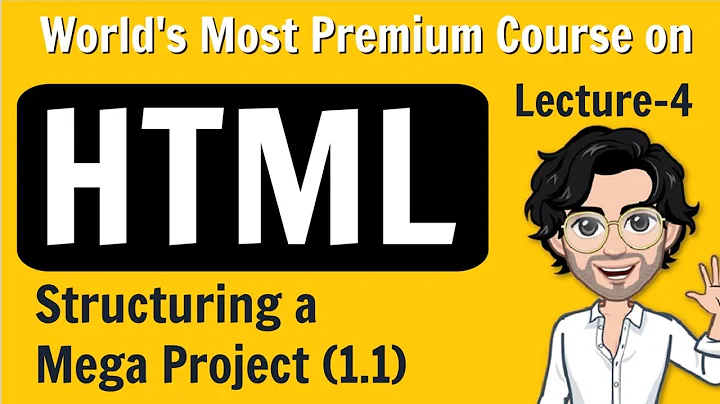 World's Most Premium Course on
HTML
Lecture-4
Structuring a
Mega Project (1.1)